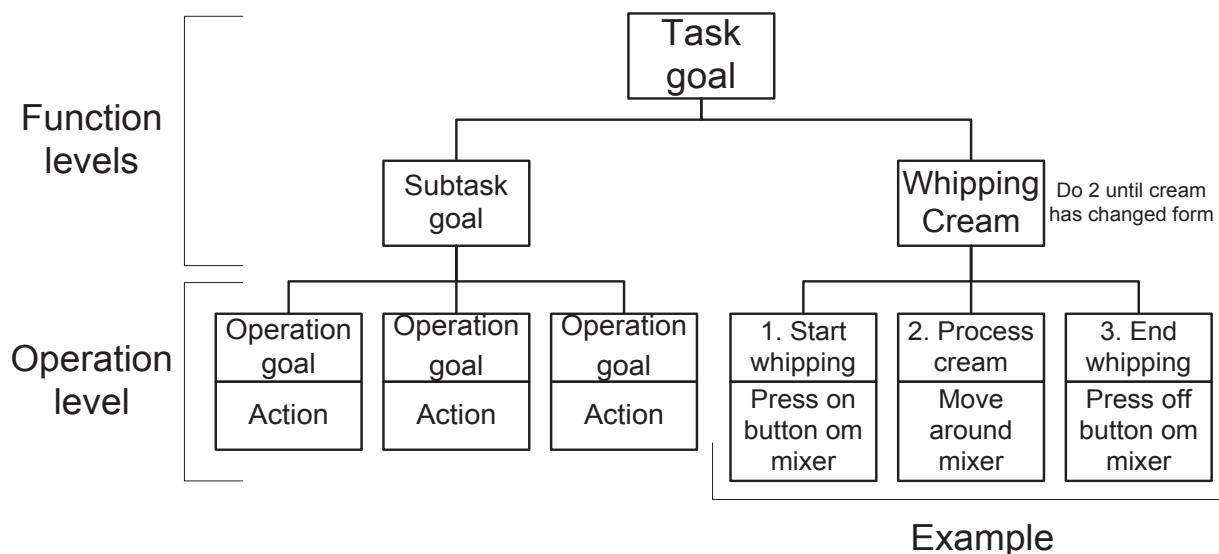 Task
goal
Function
levels
Subtask
goal
Whipping
Cream
Do 2 until cream
has changed form
Operation
level
Operation
goal
Action
Operation
goal
Action
Operation
goal
Action
1. Start
whipping
Press on
button om
mixer
2. Process
cream
Move
around
mixer
3. End
whipping
Press off
button om
mixer
Example